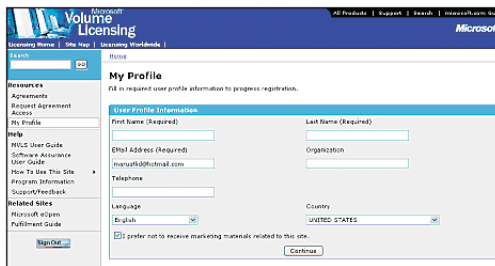 All Products | Support | Search | microsoft.com Gu
Microsoft
Volume
Licensing
Microsof
Licensing Home | Site Map | Licensing Worldwide |
Search
GO
Resources
Agreements
Request Agreement
Access
My Profile
Help
MVLS User Guide
Software Assurance
User Guide
How To Use This Site
Program Information
Support/Feedback
Related Sites
Microsoft eOpen
Fulfillment Guide
Sign Out
Home
My Profile
Fill in required user profile information to progress registration.
User Profile Information
First Name (Required)
Last Name (Required)
EMail Address (Required)
Organization
Telephone
Language
Country
English
UNITED STATES
I prefer not to receive marketing materials related to this site.
Continue